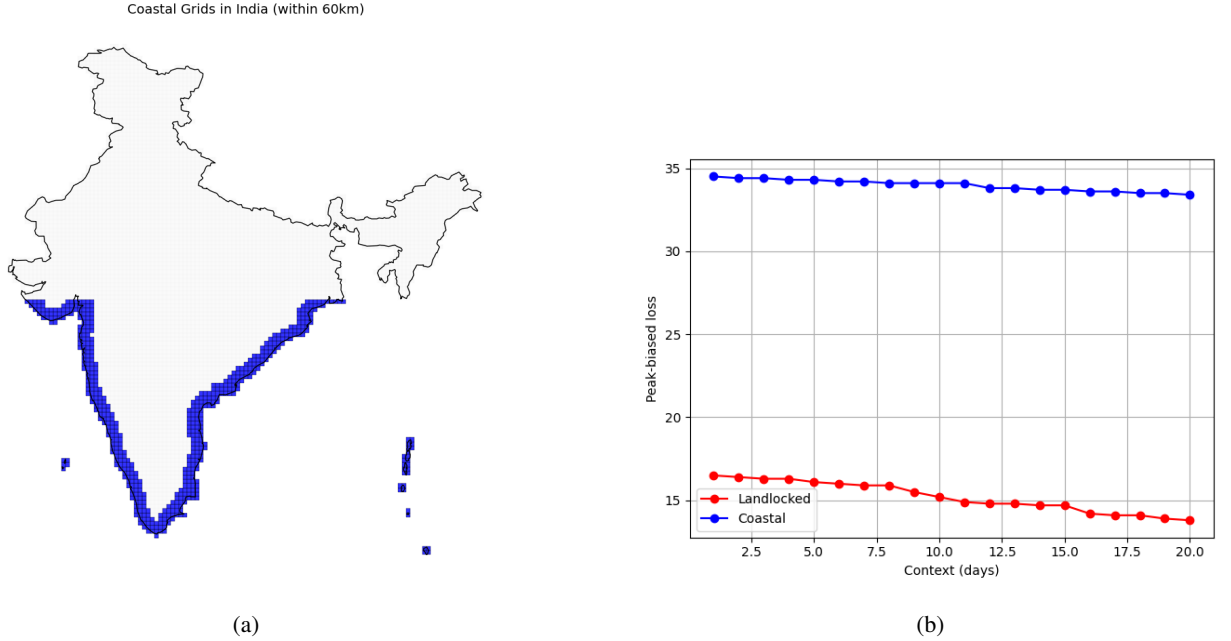 Coastal Grids in India (within 60km)
35
30
25
20
15
Peak-biased loss
Landlocked
Coastal
2.5 5.0 7.5 10.0 12.5 15.0 17.5 20.0
Context (days)
(a)
(b)